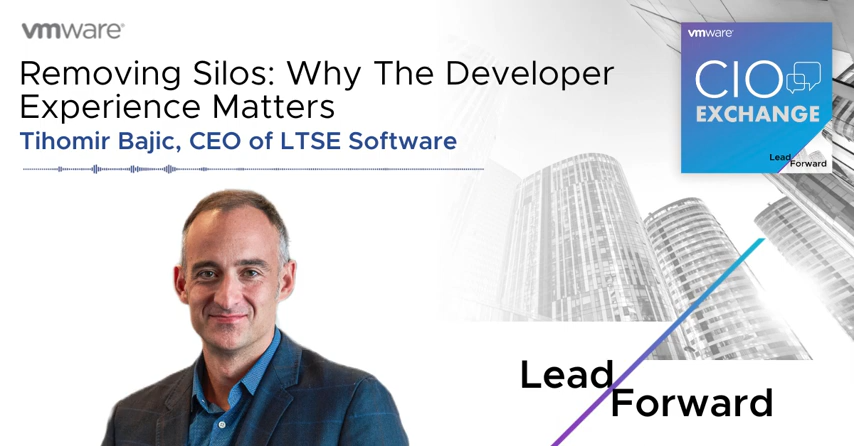 vmware®
Removing Silos: Why The Developer
Experience Matters
Tihomir Bajic, CEO of LTSE Software
vmware®
CIO
EXCHANGE
Lead
Forward
Lead
Forward